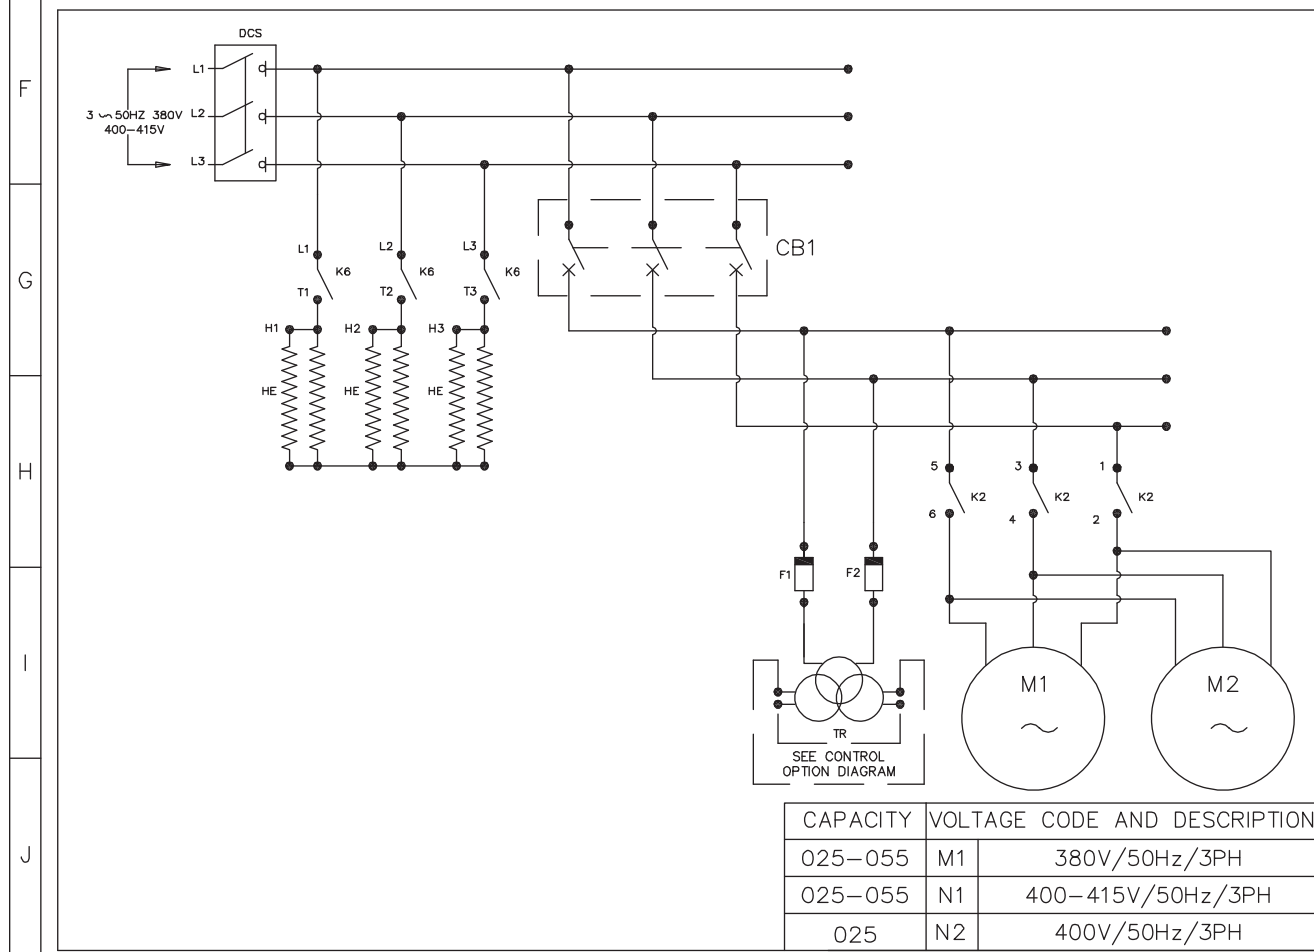 DCS
F
L1
3 ~ 50HZ 380V
L2
400-415V
L3
CB1
G
L1 L2 L3
K6 K6 K6
T1 T2 T3
H1 H2 H3
HE HE HE
H
5 3 1
K2 K2 K2
6 4 2
F1 F2
I
M1 M2
TR
SEE CONTROL
OPTION DIAGRAM
J
CAPACITY VOLTAGE CODE AND DESCRIPTION
025-055 M1 380V/50Hz/3PH
025-055 N1 400-415V/50Hz/3PH
025 N2 400V/50Hz/3PH